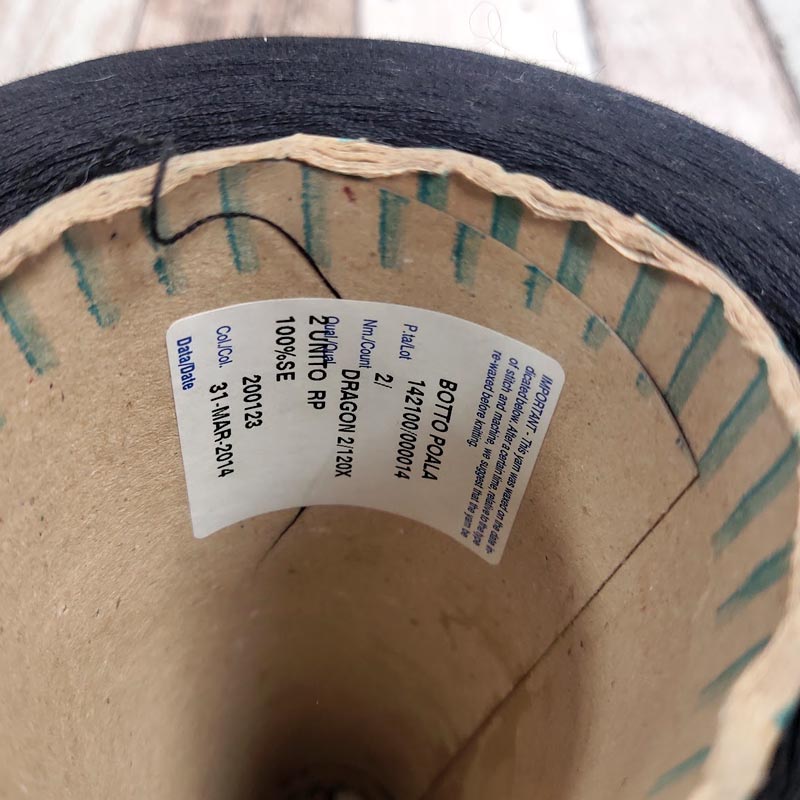 IMPORTANT - This yarn was waxed on the date in-
dicated below. After a certain time, relative to the type
of stitch and machine, we suggest that the yarn be
re-waxed before knitting.
BOTTO POALA
P.ta/Lot 142100/000014
Nm./Count 2/
DRAGON 2/120X
Qual/Qual. 2UNITO RP
100%SE
Col/Col. 200123
Data/Date 31-MAR-2014